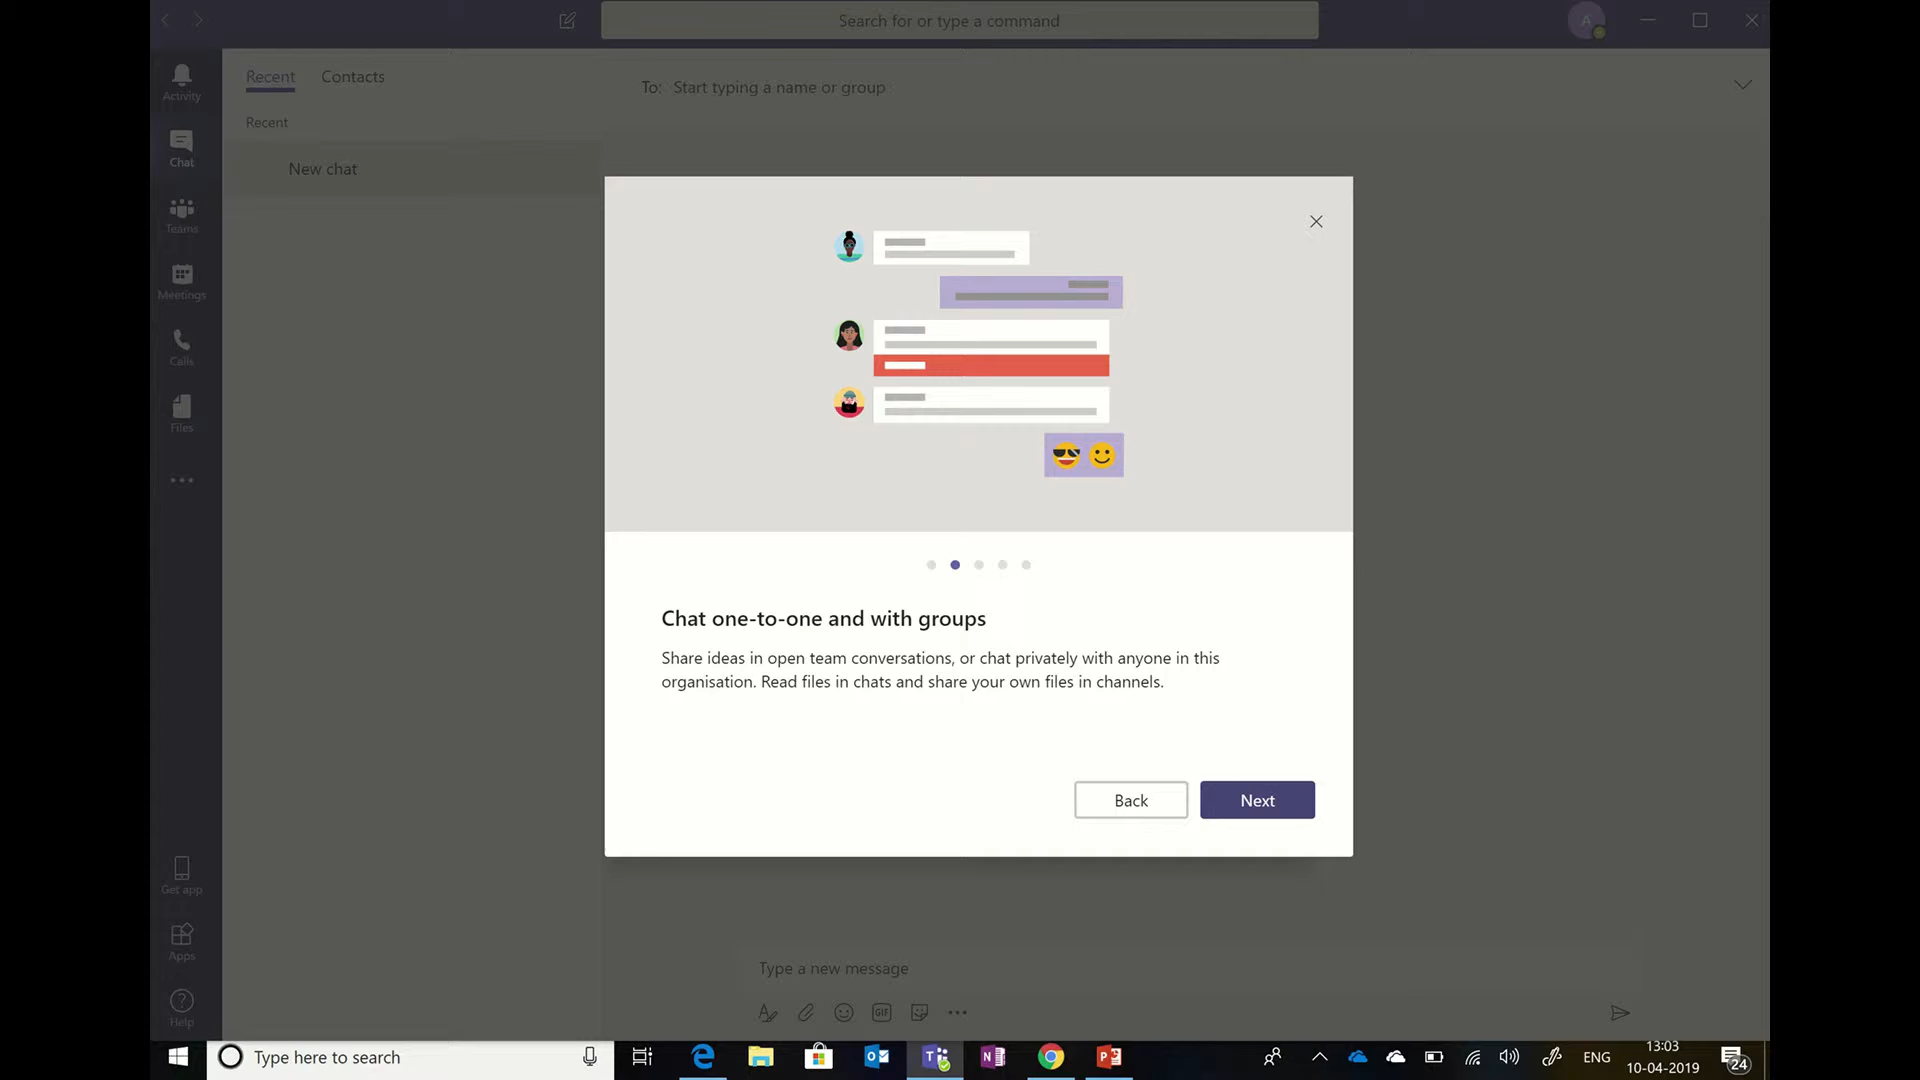 Search for or type a command
A
Activity
Chat
Teams
Meetings
Calls
Files
Get app
Apps
Help
Recent Contacts
Recent
New chat
To: Start typing a name or group
Chat one-to-one and with groups
Share ideas in open team conversations, or chat privately with anyone in this
organisation. Read files in chats and share your own files in channels.
Back Next
Type a new message
GIF
Type here to search
ENG
13:03
10-04-2019
24